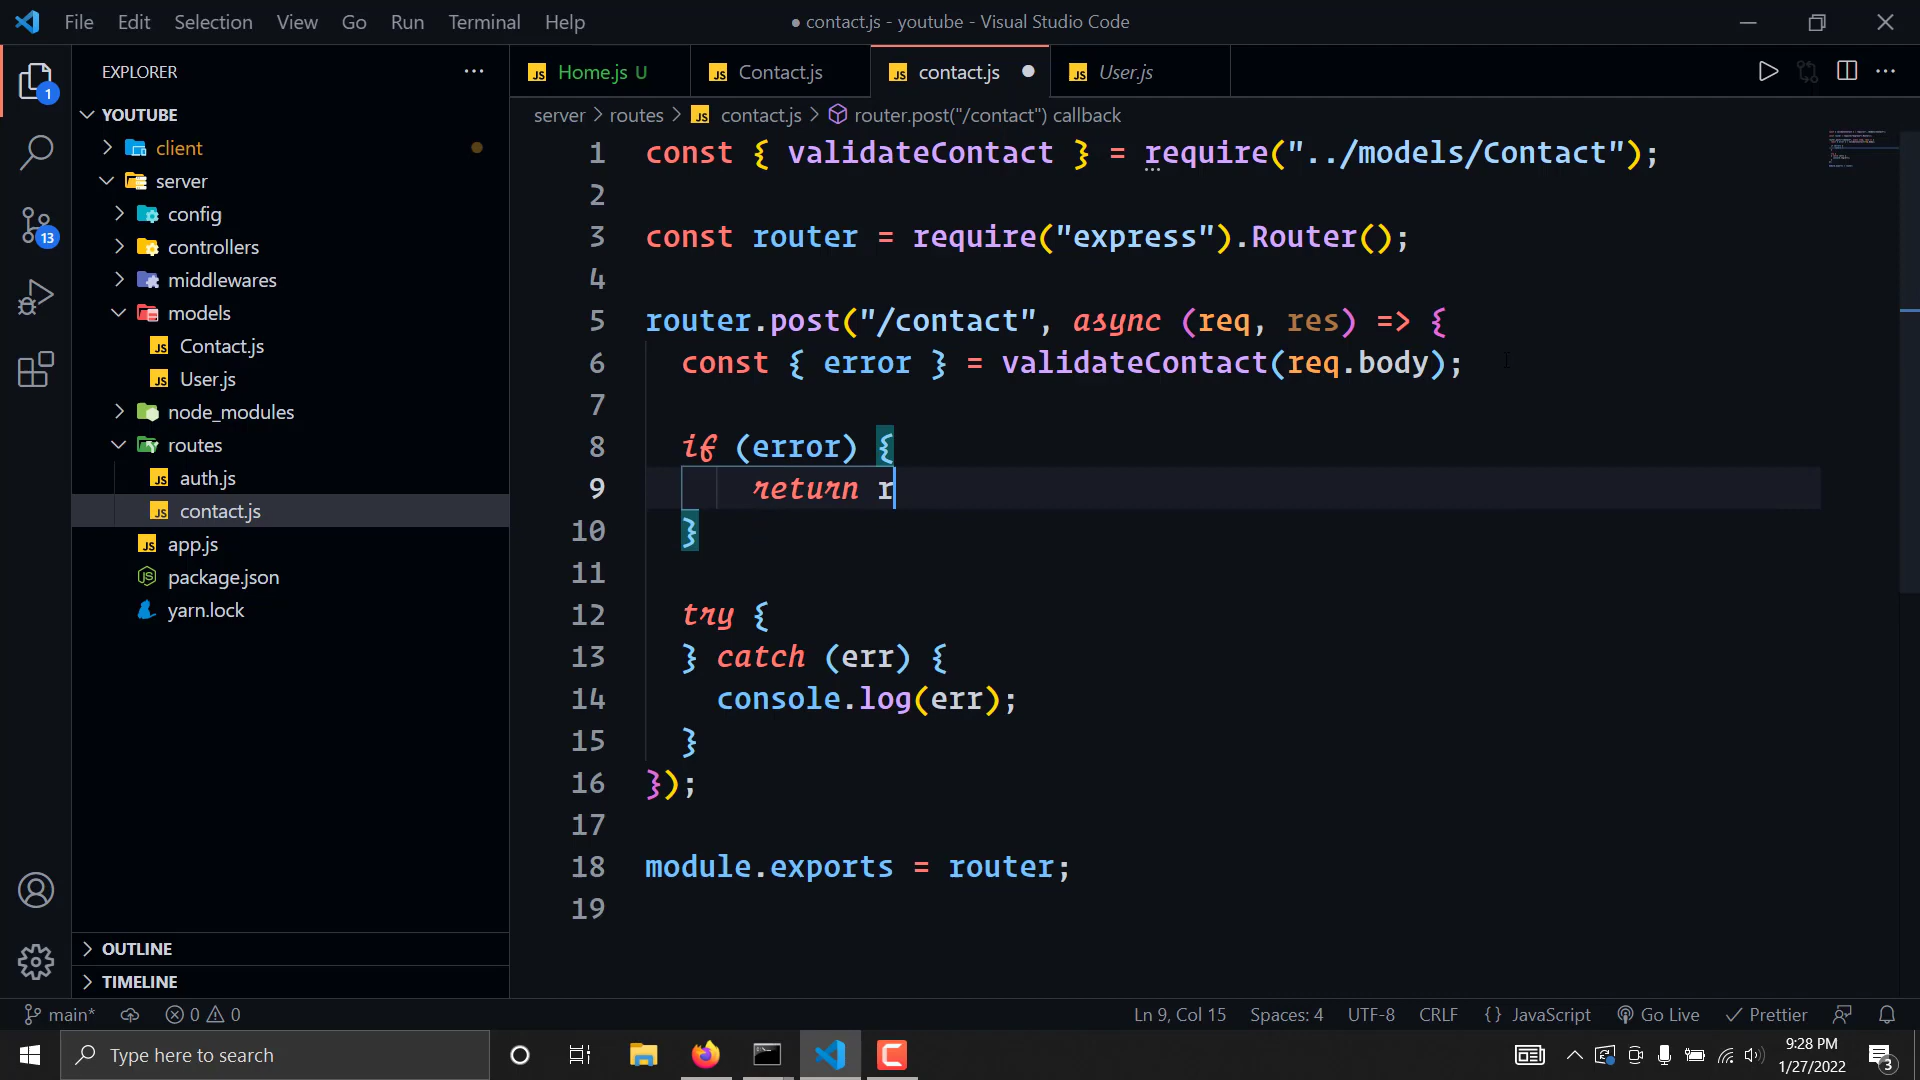 File Edit Selection View Go Run Terminal Help
● contact.js - youtube - Visual Studio Code
EXPLORER
Home.js U
Contact.js
contact.js
User.js
server > routes > contact.js > router.post("/contact") callback
YOUTUBE
client
server
config
controllers
middlewares
models
Contact.js
User.js
node_modules
routes
auth.js
contact.js
app.js
package.json
yarn.lock
OUTLINE
TIMELINE
1
13
1 const { validateContact } = require("../models/Contact");
2
3 const router = require("express").Router();
4
5 router.post("/contact", async (req, res) => {
6 const { error } = validateContact(req.body);
7
8 if (error) {
9 return r
10 }
11
12 try {
13 } catch (err) {
14 console.log(err);
15 }
16 });
17
18 module.exports = router;
19
main* 0 0
Ln 9, Col 15 Spaces: 4 UTF-8 CRLF {} JavaScript Go Live Prettier
Type here to search
9:28 PM
1/27/2022
3